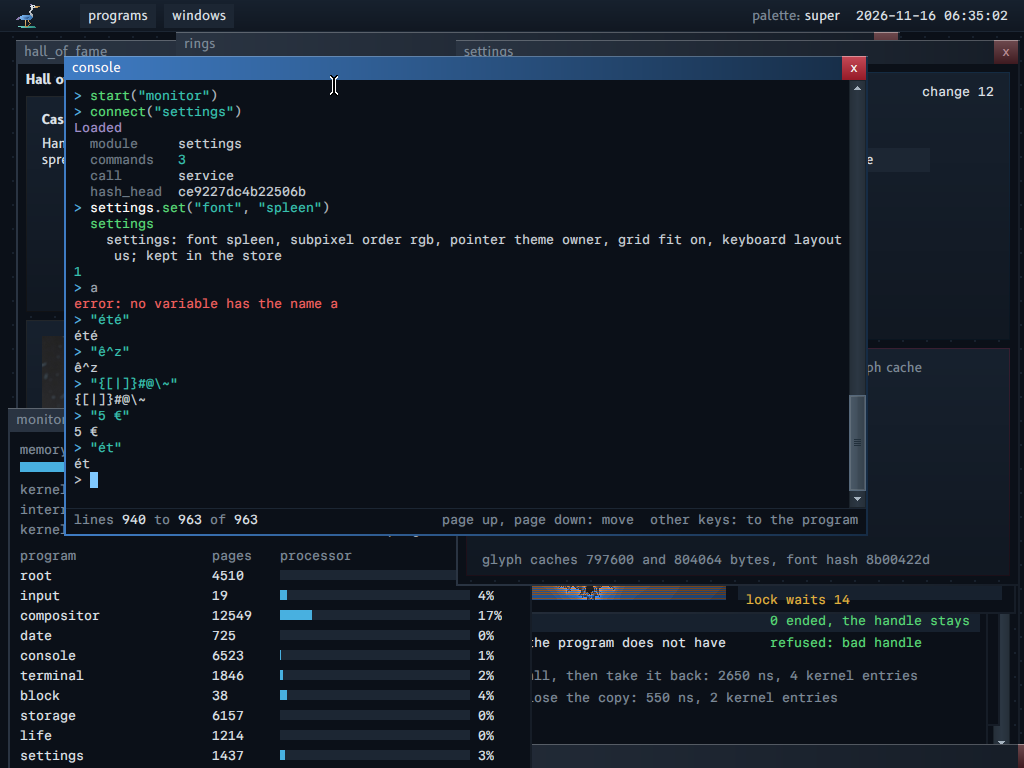 programs windows palette: super 2026-11-16 06:35:02
rings
hall_of_fame settings x
console x
Hall o
change 12
Cas
Han
spre
e
> start("monitor")
> connect("settings")
Loaded
module settings
commands 3
call service
hash_head ce9227dc4b22506b
> settings.set("font", "spleen")
settings
settings: font spleen, subpixel order rgb, pointer theme owner, grid fit on, keyboard layout
us; kept in the store
1
> a
error: no variable has the name a
> "été"
été
> "ê^z"
ê^z
> "{[|]}#@\~"
{[|]}#@\~
> "5 €"
5 €
> "ét"
ét
>
lines 940 to 963 of 963 page up, page down: move other keys: to the program
ph cache
glyph caches 797600 and 804064 bytes, font hash 8b00422d
monitor
memory
kernel
inter
kernel
program pages processor
root 4510
input 19 4%
compositor 12549 17%
date 725 0%
console 6523 1%
terminal 1846 2%
block 38 4%
storage 6157 0%
life 1214 0%
settings 1437 3%
lock waits 14
0 ended, the handle stays
the program does not have refused: bad handle
all, then take it back: 2650 ns, 4 kernel entries
lose the copy: 550 ns, 2 kernel entries